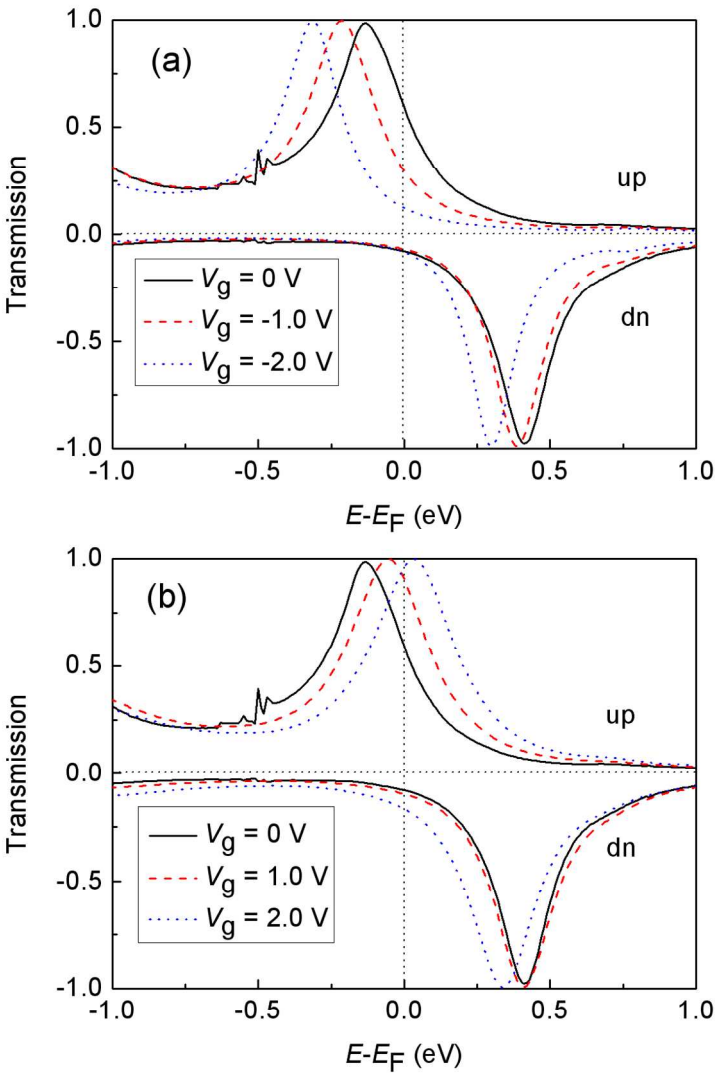 1.0
(a)
0.5
up
0.0
Transmission
Vg = 0 V
Vg = -1.0 V
Vg = -2.0 V
dn
-0.5
-1.0
-1.0 -0.5 0.0 0.5 1.0
E-EF (eV)
1.0
(b)
0.5
up
0.0
Transmission
Vg = 0 V
Vg = 1.0 V
Vg = 2.0 V
dn
-0.5
-1.0
-1.0 -0.5 0.0 0.5 1.0
E-EF (eV)